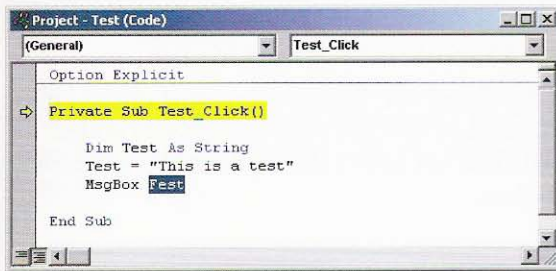 Project - Test (Code)
(General)
Test_Click
Option Explicit
Private Sub Test_Click()
Dim Test As String
Test = "This is a test"
MsgBox Fest
End Sub